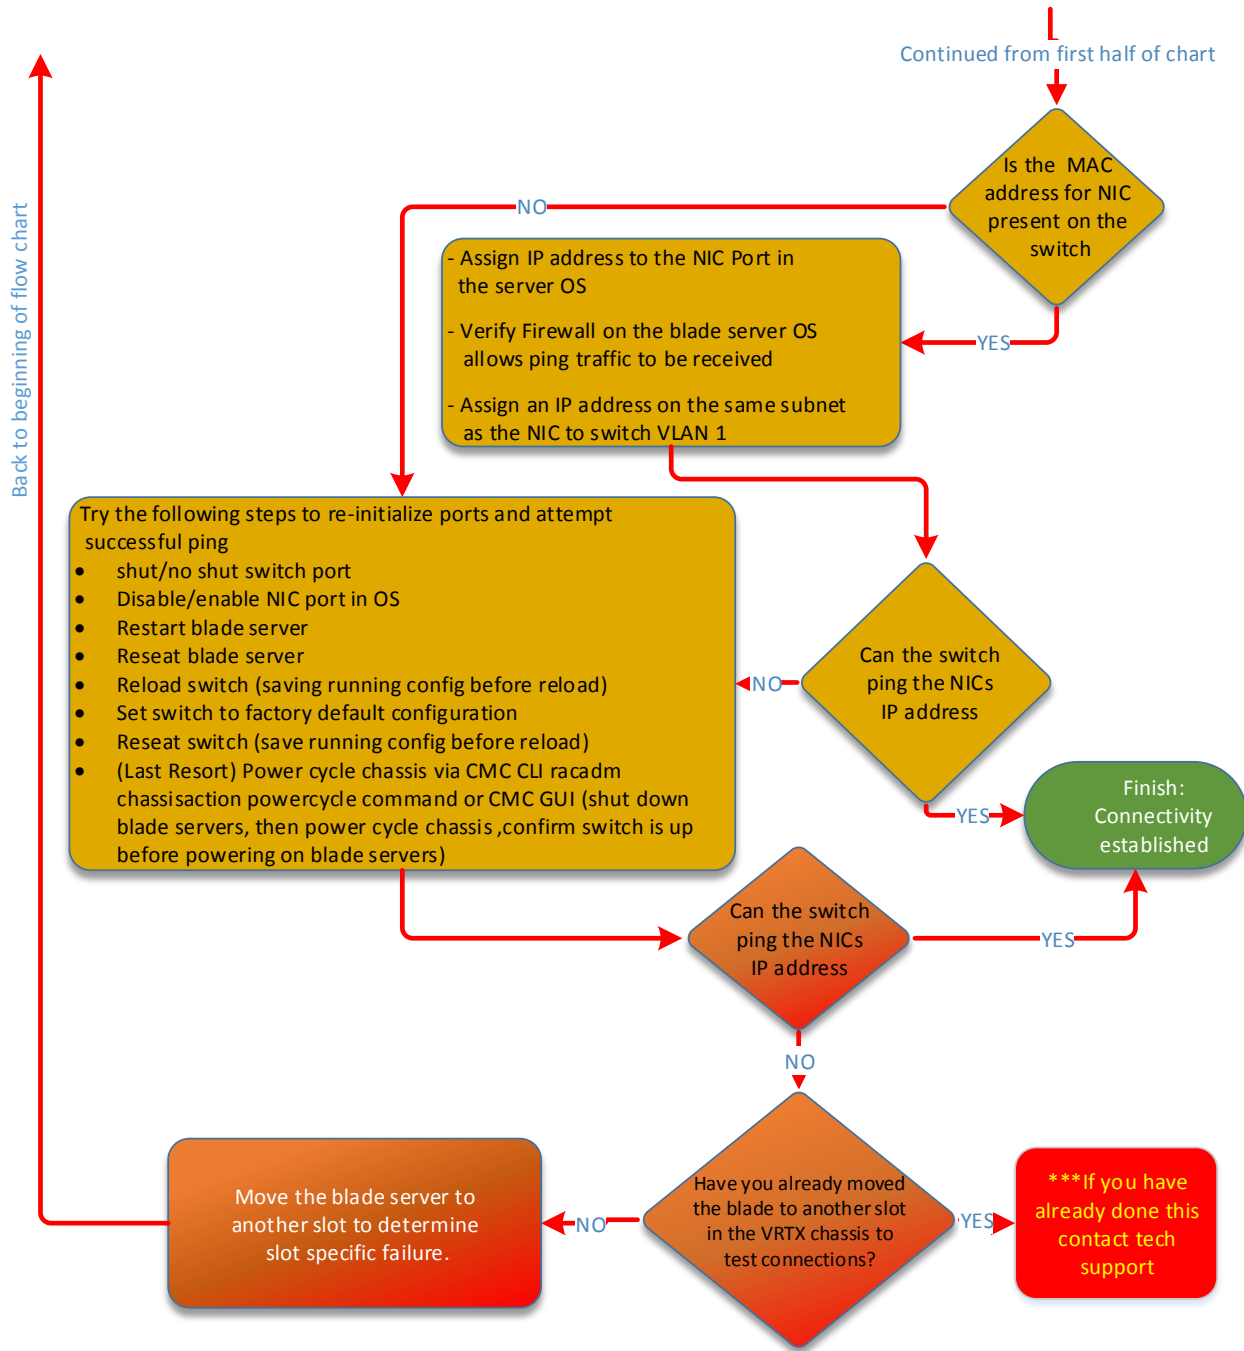 Continued from first half of chart
Back to beginning of flow chart
Is the  MAC
address for NIC
present on the
switch
NO
YES
- Assign IP address to the NIC Port in
the server OS
- Verify Firewall on the blade server OS
allows ping traffic to be received
- Assign an IP address on the same subnet
as the NIC to switch VLAN 1
Try the following steps to re-initialize ports and attempt
successful ping
• shut/no shut switch port
• Disable/enable NIC port in OS
• Restart blade server
• Reseat blade server
• Reload switch (saving running config before reload)
• Set switch to factory default configuration
• Reseat switch (save running config before reload)
• (Last Resort) Power cycle chassis via CMC CLI racadm
chassisaction powercycle command or CMC GUI (shut down
blade servers, then power cycle chassis ,confirm switch is up
before powering on blade servers)
Can the switch
ping the NICs
IP address
NO
YES
Finish:
Connectivity
established
Can the switch
ping the NICs
IP address
YES
NO
Have you already moved
the blade to another slot
in the VRTX chassis to
test connections?
NO
YES
Move the blade server to
another slot to determine
slot specific failure.
***If you have
already done this
contact tech
support